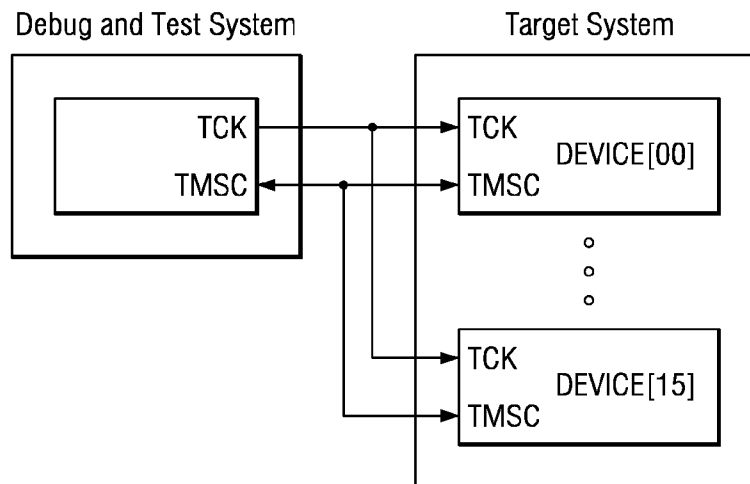 Debug and Test System
Target System
TCK
TMSC
TCK
DEVICE[00]
TMSC
TCK
DEVICE[15]
TMSC